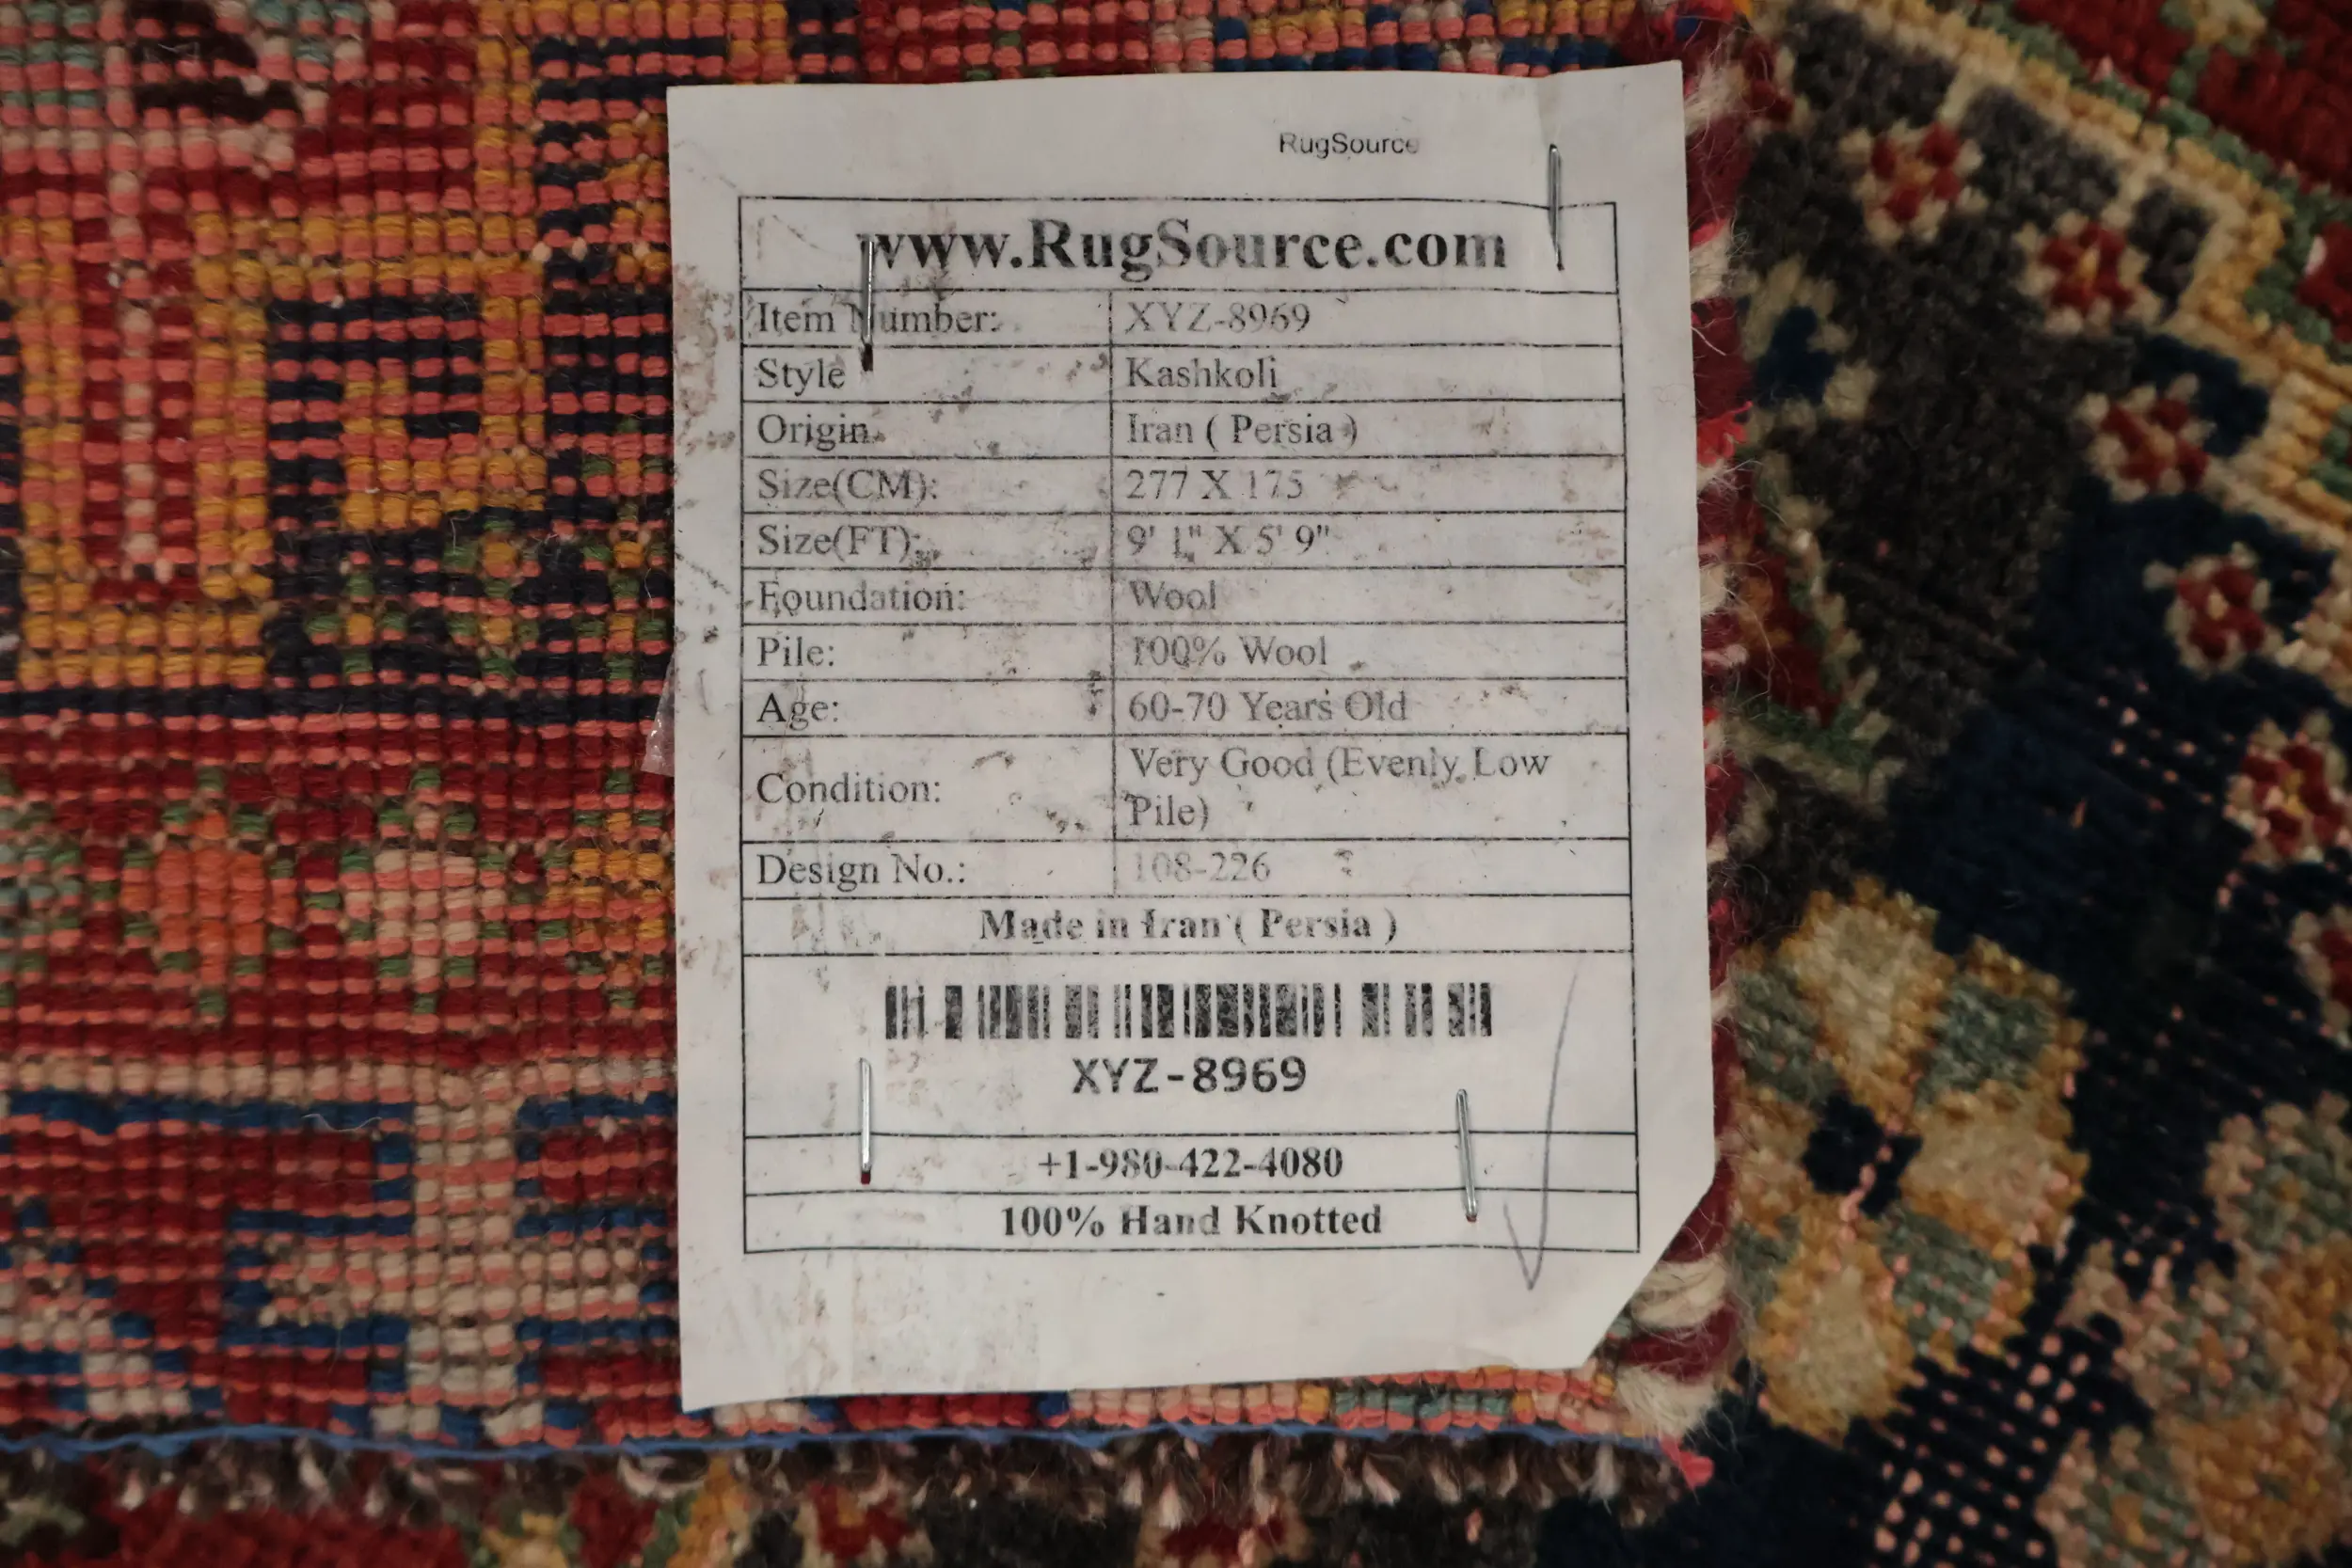 RugSource
www.RugSource.com
Item Number: XYZ-8969
Style Kashkoli
Origin. Iran ( Persia )
Size(CM): 277 X 175
Size(FT): 9' 1" X 5' 9"
Foundation: Wool
Pile: 100% Wool
Age: 60-70 Years Old
Condition: Very Good (Evenly Low
Pile)
Design No.: 108-226
Made in Iran ( Persia )
XYZ-8969
+1-980-422-4080
100% Hand Knotted